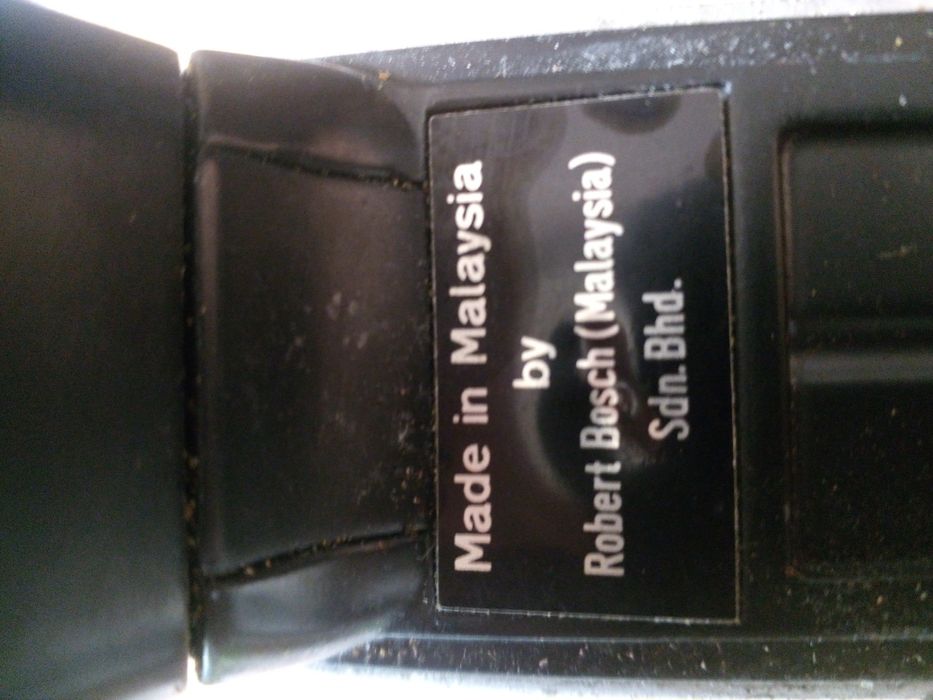 Made in Malaysia
by
Robert Bosch (Malaysia)
Sdn. Bhd.